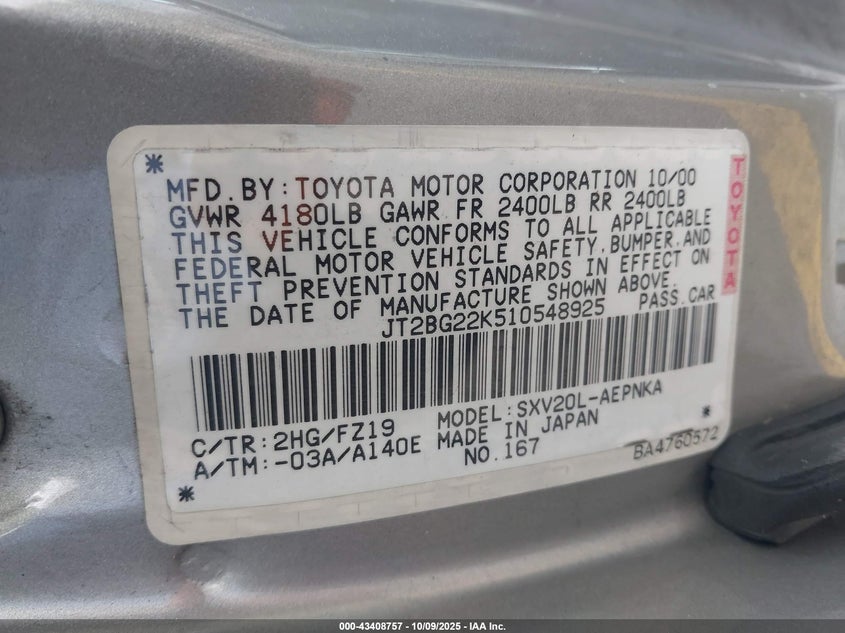 MFD.BY:TOYOTA MOTOR CORPORATION 10/00
GVWR 4180LB GAWR FR 2400LB RR 2400LB
THIS VEHICLE CONFORMS TO ALL APPLICABLE
FEDERAL MOTOR VEHICLE SAFETY,BUMPER,AND
THEFT PREVENTION STANDARDS IN EFFECT ON
THE DATE OF MANUFACTURE SHOWN ABOVE.
JT2BG22K510548925 PASS.CAR
TOYOTA
C/TR:2HG/FZ19 MODEL:SXV20L-AEPNKA
A/TM:-03A/A140E MADE IN JAPAN
NO.167 BA4760572
000-43408757 - 10/09/2025 - IAA Inc.